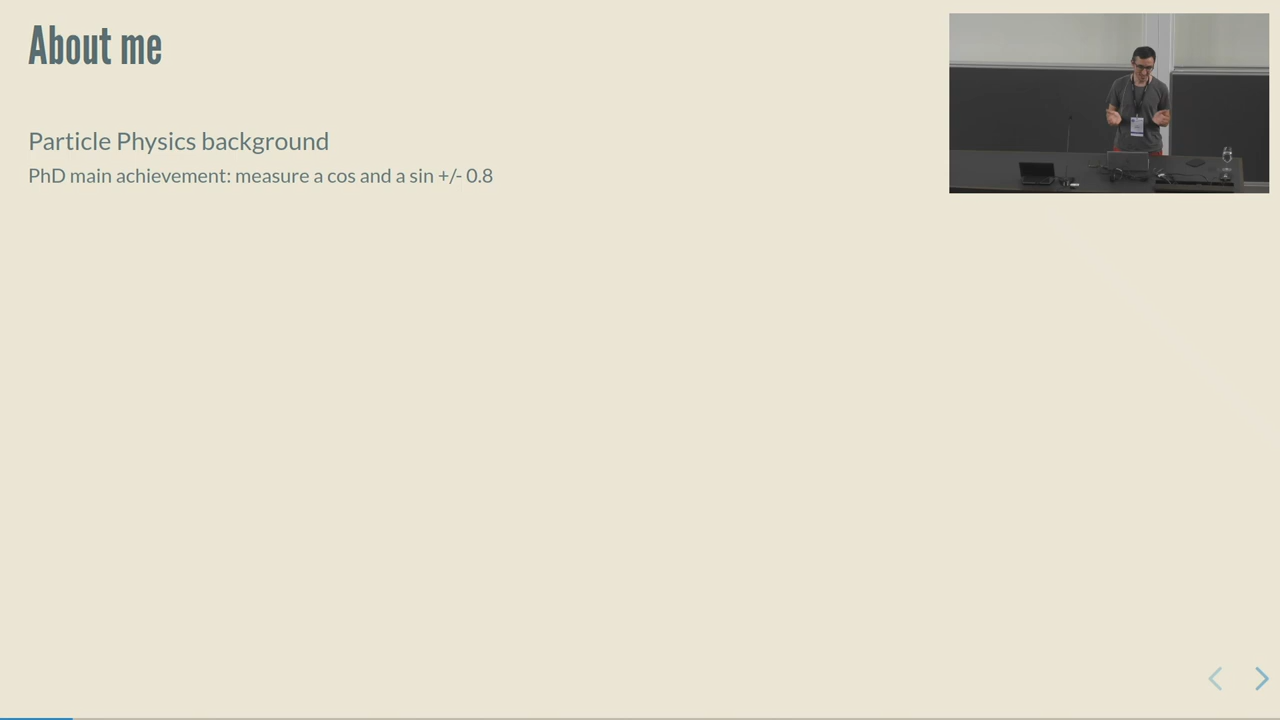 About me
Particle Physics background
PhD main achievement: measure a cos and a sin +/- 0.8